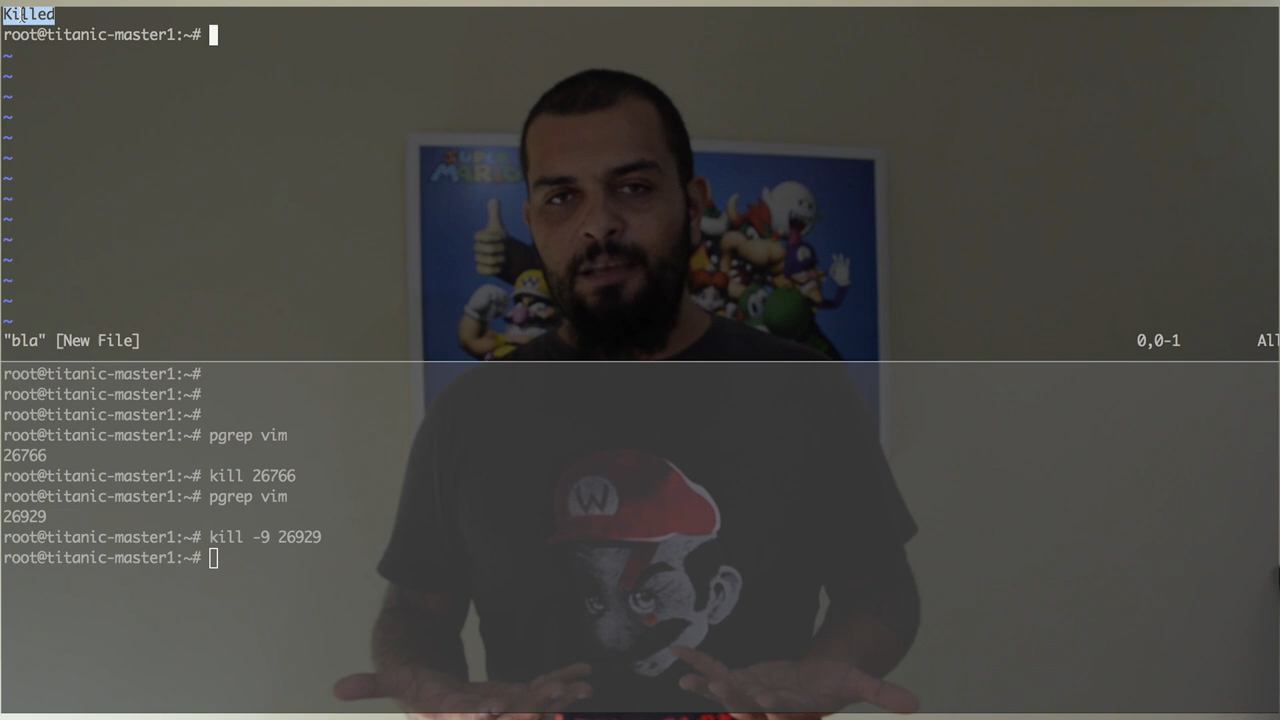 Killed
root@titanic-master1:~#
~
~
~
~
~
~
~
~
~
~
~
~
~
~
"bla" [New File] 0,0-1 All
root@titanic-master1:~#
root@titanic-master1:~#
root@titanic-master1:~#
root@titanic-master1:~# pgrep vim
26766
root@titanic-master1:~# kill 26766
root@titanic-master1:~# pgrep vim
26929
root@titanic-master1:~# kill -9 26929
root@titanic-master1:~#
SUPER
MARIO
W